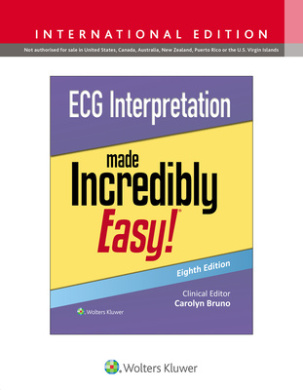 INTERNATIONAL EDITION
Not authorised for sale in United States, Canada, Australia, New Zealand, Puerto Rico or the U.S. Virgin Islands
ECG Interpretation
made
Incredibly
Easy!®
Eighth Edition
Clinical Editor
Carolyn Bruno
Wolters Kluwer
Wolters Kluwer